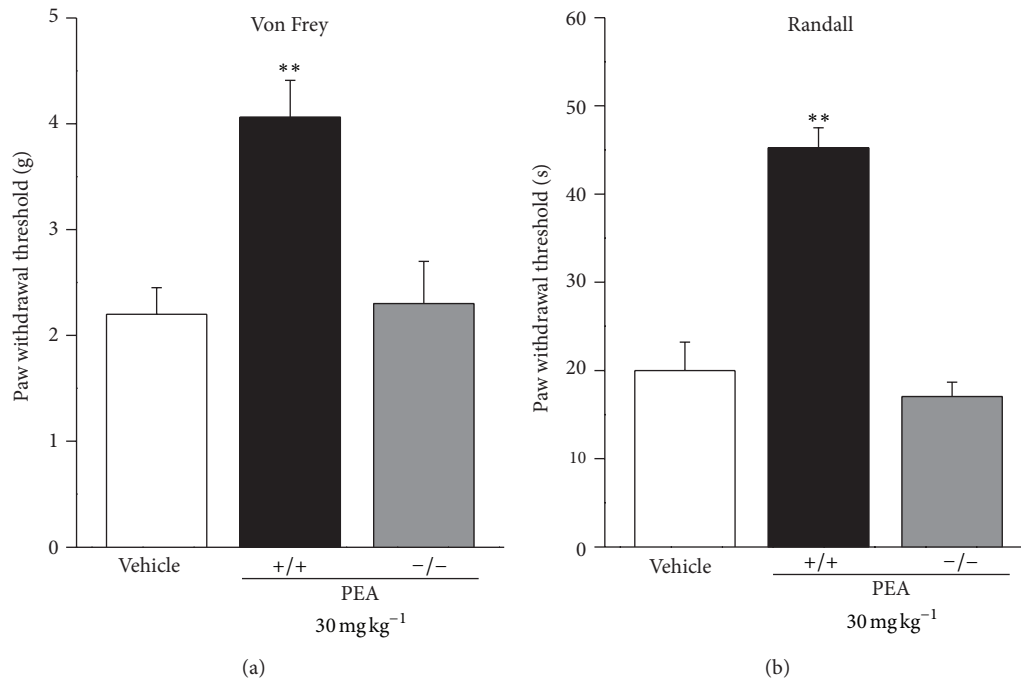 Von Frey
5
4
3
2
1
0
Paw withdrawal threshold (g)
**
Vehicle
+/+
−/−
PEA
30 mg kg−1
(a)
Randall
60
50
40
30
20
10
0
Paw withdrawal threshold (s)
**
Vehicle
+/+
−/−
PEA
30 mg kg−1
(b)